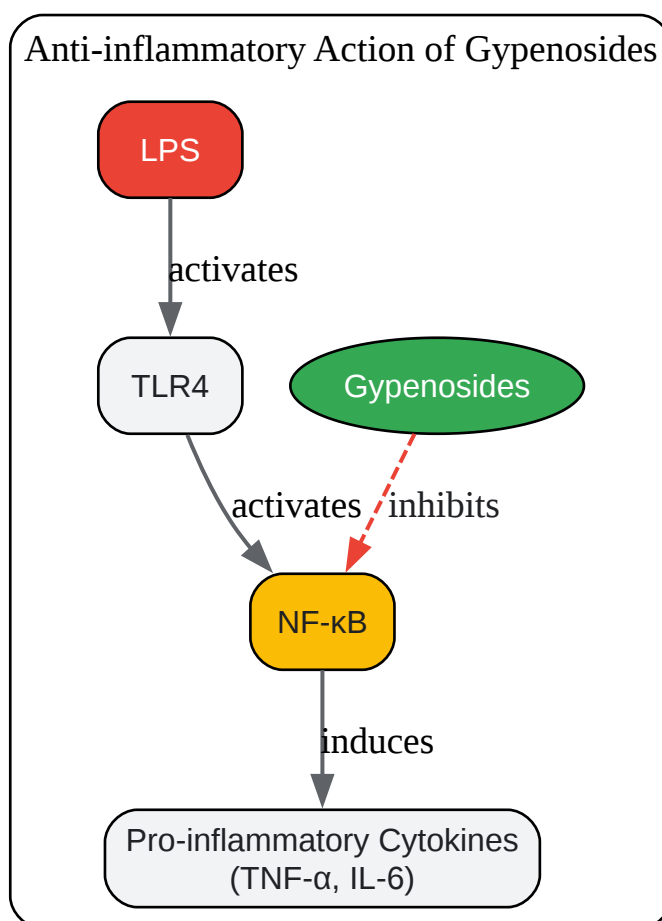 Anti-inflammatory Action of Gypenosides
LPS
activates
TLR4
Gypenosides
activates
inhibits
NF-κB
induces
Pro-inflammatory Cytokines
(TNF-α, IL-6)